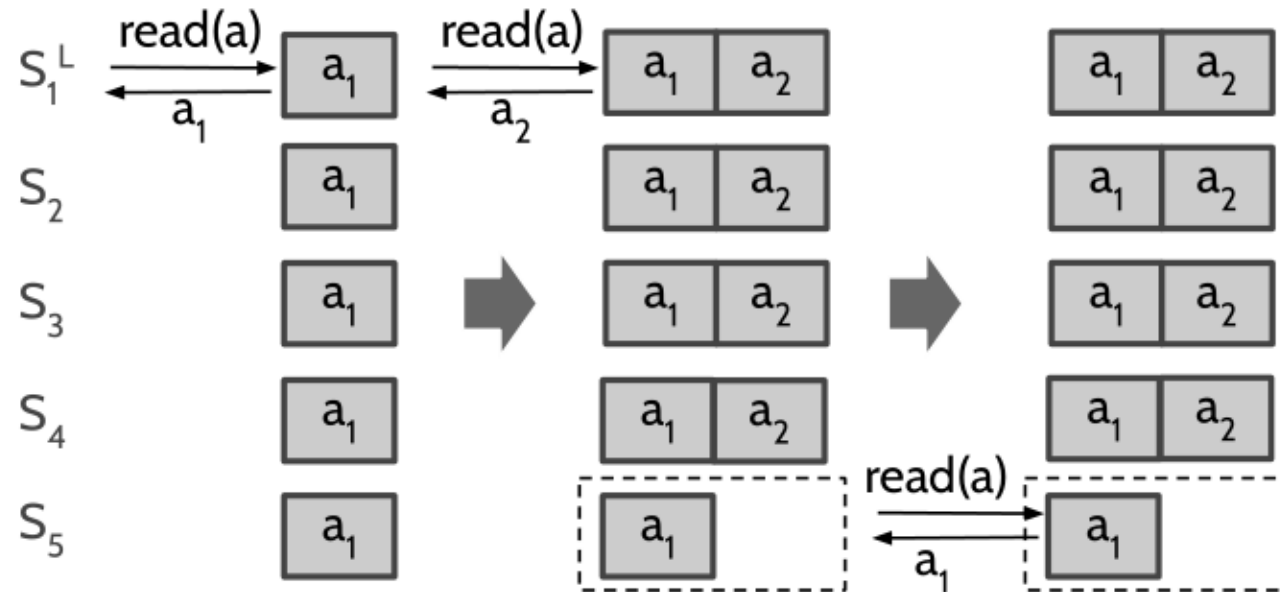 read(a) read(a)
S₁ᴸ a₁ a₁ a₂ a₁ a₂
a₁ a₂
S₂ a₁ a₁ a₂ a₁ a₂
S₃ a₁ a₁ a₂ a₁ a₂
S₄ a₁ a₁ a₂ a₁ a₂
read(a)
S₅ a₁ a₁ a₁
a₁